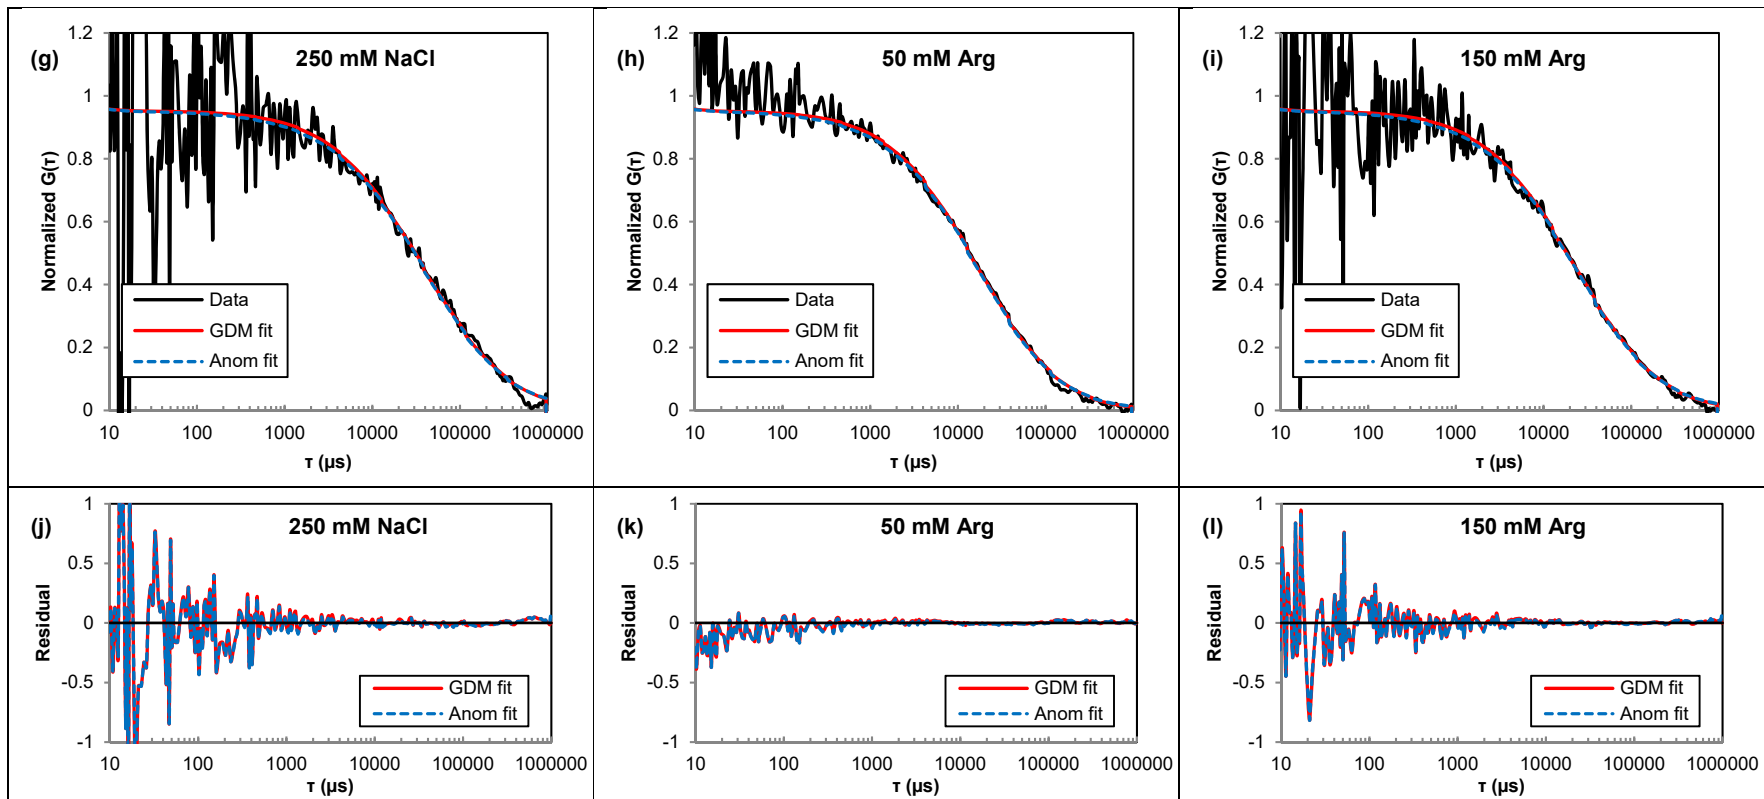 (g)
250 mM NaCl
Normalized G(τ)
1.2
1
0.8
0.6
0.4
0.2
0
Data
GDM fit
Anom fit
10 100 1000 10000 100000 1000000
τ (µs)
(h)
50 mM Arg
Normalized G(τ)
1.2
1
0.8
0.6
0.4
0.2
0
Data
GDM fit
Anom fit
10 100 1000 10000 100000 1000000
τ (µs)
(i)
150 mM Arg
Normalized G(τ)
1.2
1
0.8
0.6
0.4
0.2
0
Data
GDM fit
Anom fit
10 100 1000 10000 100000 1000000
τ (µs)
(j)
250 mM NaCl
Residual
1
0.5
0
-0.5
-1
GDM fit
Anom fit
10 100 1000 10000 100000 1000000
τ (µs)
(k)
50 mM Arg
Residual
1
0.5
0
-0.5
-1
GDM fit
Anom fit
10 100 1000 10000 100000 1000000
τ (µs)
(l)
150 mM Arg
Residual
1
0.5
0
-0.5
-1
GDM fit
Anom fit
10 100 1000 10000 100000 1000000
τ (µs)